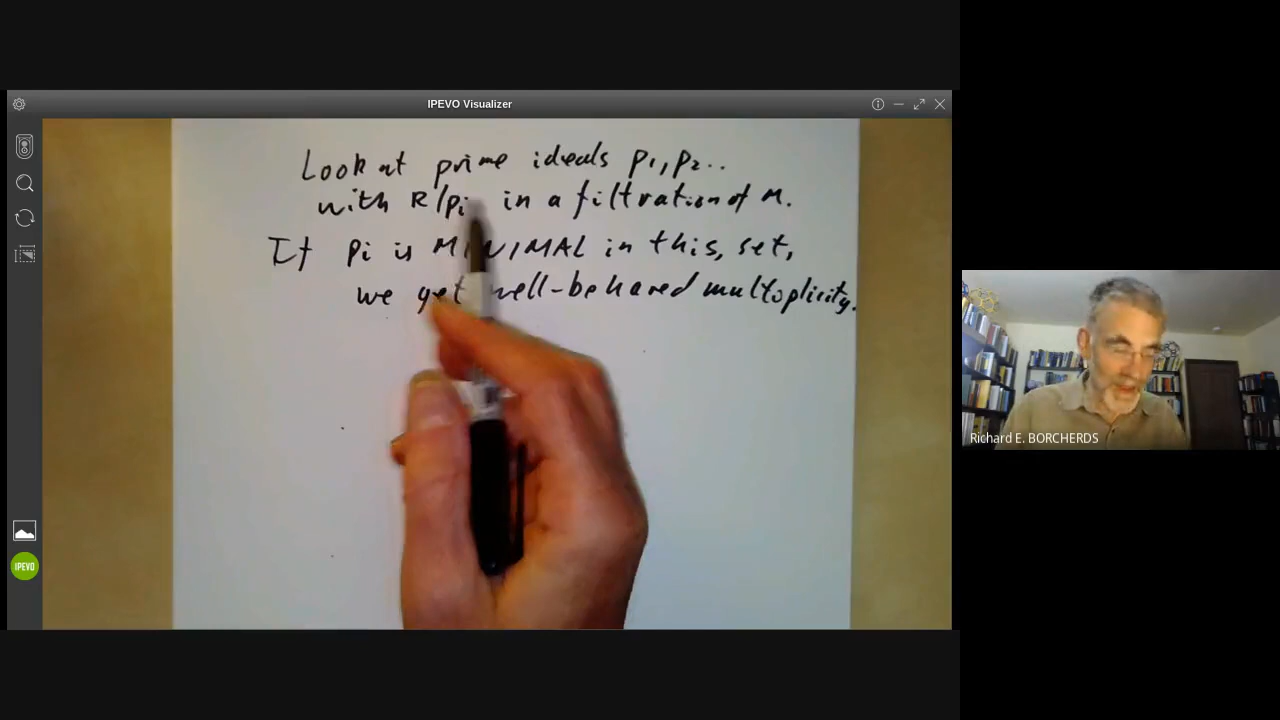 IPEVO Visualizer
Look at prime ideals p1, p2..
with R/pi in a filtration of M.
If pi is MINIMAL in this, set,
we get well-behaved multiplicity.
Richard E. BORCHERDS
IPEVO